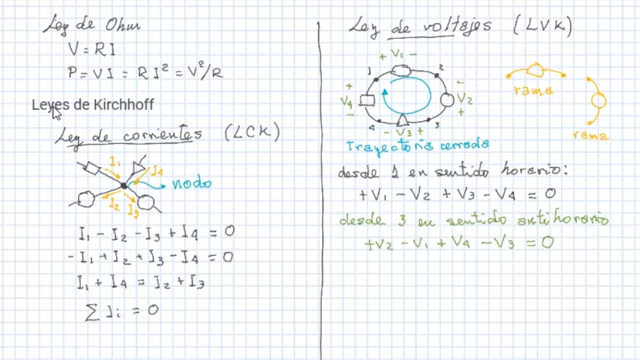 Ley de Ohm
V = RI
P = VI = RI² = V²/R
Leyes de Kirchhoff
Ley de corrientes (LCK)
I₁ I₄
nodo
I₂ I₃
I₁ - I₂ - I₃ + I₄ = 0
-I₁ + I₂ + I₃ - I₄ = 0
I₁ + I₄ = I₂ + I₃
∑ Ii = 0
Ley de voltajes (LVK)
+ V₁ -
1 2
+ V₄ -
- V₂ +
rama
rama
4 3
- V₃ +
Trayectoria cerrada
desde 1 en sentido horario:
+V₁ - V₂ + V₃ - V₄ = 0
desde 3 en sentido antihorario
+V₂ - V₁ + V₄ - V₃ = 0